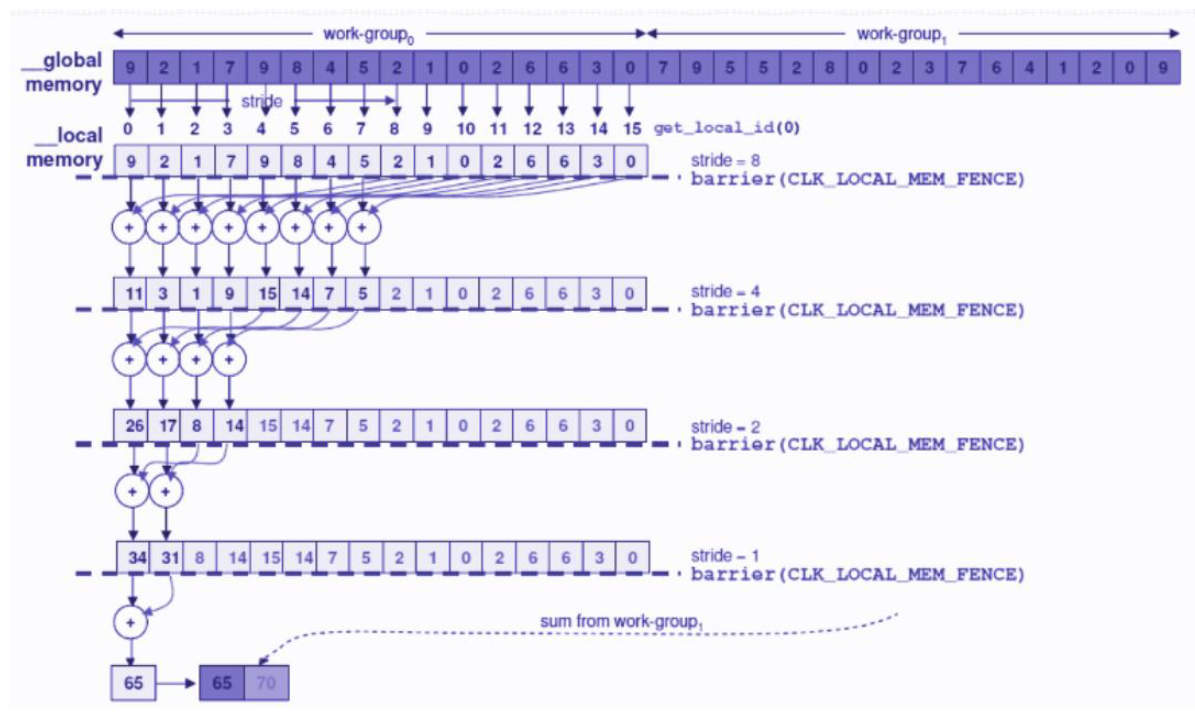 work-group0 work-group1
__global memory
9 2 1 7 9 8 4 5 2 1 0 2 6 6 3 0 7 9 5 5 2 8 0 2 3 7 6 4 1 2 0 9
stride
0 1 2 3 4 5 6 7 8 9 10 11 12 13 14 15 get_local_id(0)
__local memory
9 2 1 7 9 8 4 5 2 1 0 2 6 6 3 0
stride = 8
barrier(CLK_LOCAL_MEM_FENCE)
+ + + + + + + +
11 3 1 9 15 14 7 5 2 1 0 2 6 6 3 0
stride = 4
barrier(CLK_LOCAL_MEM_FENCE)
+ + + +
26 17 8 14 15 14 7 5 2 1 0 2 6 6 3 0
stride = 2
barrier(CLK_LOCAL_MEM_FENCE)
+ +
34 31 8 14 15 14 7 5 2 1 0 2 6 6 3 0
stride = 1
barrier(CLK_LOCAL_MEM_FENCE)
+
sum from work-group1
65 65 70